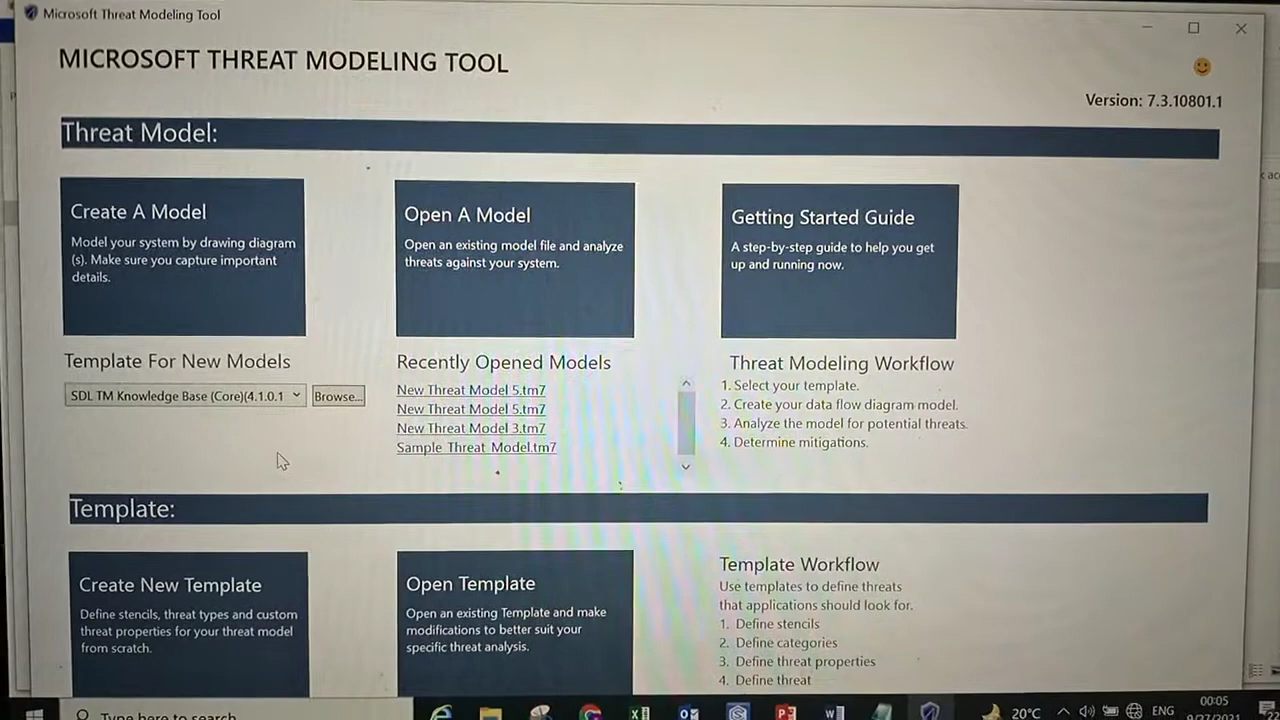 Microsoft Threat Modeling Tool
MICROSOFT THREAT MODELING TOOL
Version: 7.3.10801.1
Threat Model:
Create A Model
Model your system by drawing diagram
(s). Make sure you capture important
details.
Open A Model
Open an existing model file and analyze
threats against your system.
Getting Started Guide
A step-by-step guide to help you get
up and running now.
Template For New Models
SDL TM Knowledge Base (Core)(4.1.0.1
Browse...
Recently Opened Models
New Threat Model 5.tm7
New Threat Model 5.tm7
New Threat Model 3.tm7
Sample Threat Model.tm7
Threat Modeling Workflow
1. Select your template.
2. Create your data flow diagram model.
3. Analyze the model for potential threats.
4. Determine mitigations.
Template:
Create New Template
Define stencils, threat types and custom
threat properties for your threat model
from scratch.
Open Template
Open an existing Template and make
modifications to better suit your
specific threat analysis.
Template Workflow
Use templates to define threats
that applications should look for.
1. Define stencils
2. Define categories
3. Define threat properties
4. Define threat
Type here to search
20°C
ENG
00:05
9/27/2021